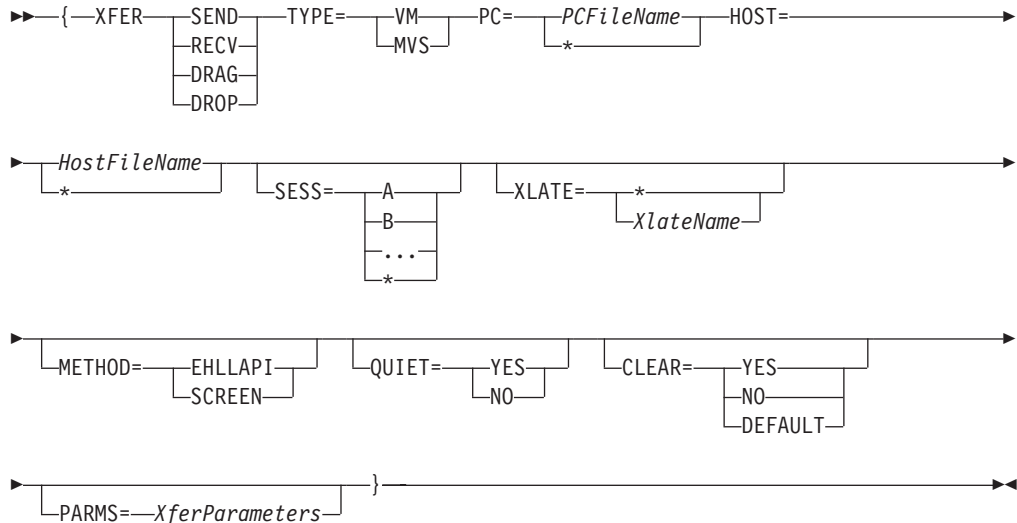 { XFER SEND TYPE= VM PC= PCFileName HOST=
RECV MVS *
DRAG
DROP
HostFileName
* SESS= A XLATE= *
B XlateName
...
*
METHOD= EHLLAPI QUIET= YES CLEAR= YES
SCREEN NO NO
DEFAULT
}
PARMS= XferParameters